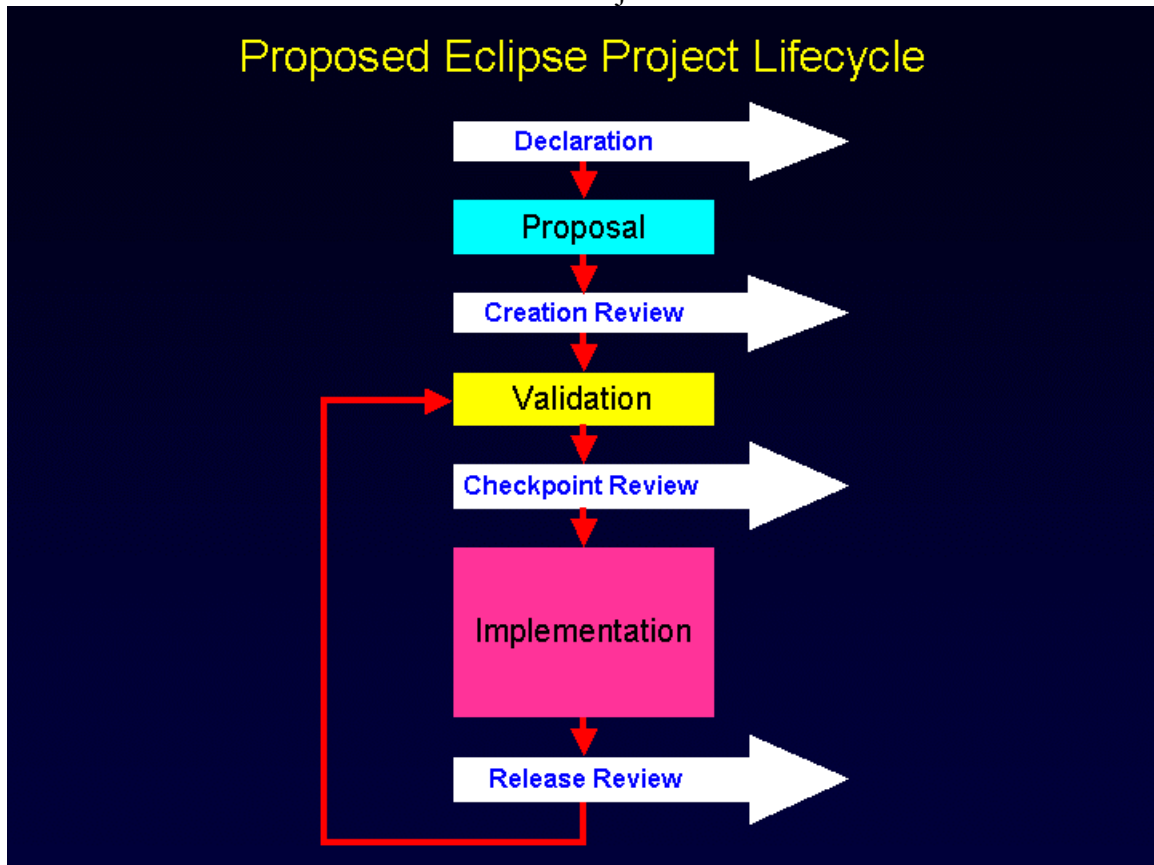 Proposed Eclipse Project Lifecycle
Declaration
Proposal
Creation Review
Validation
Checkpoint Review
Implementation
Release Review